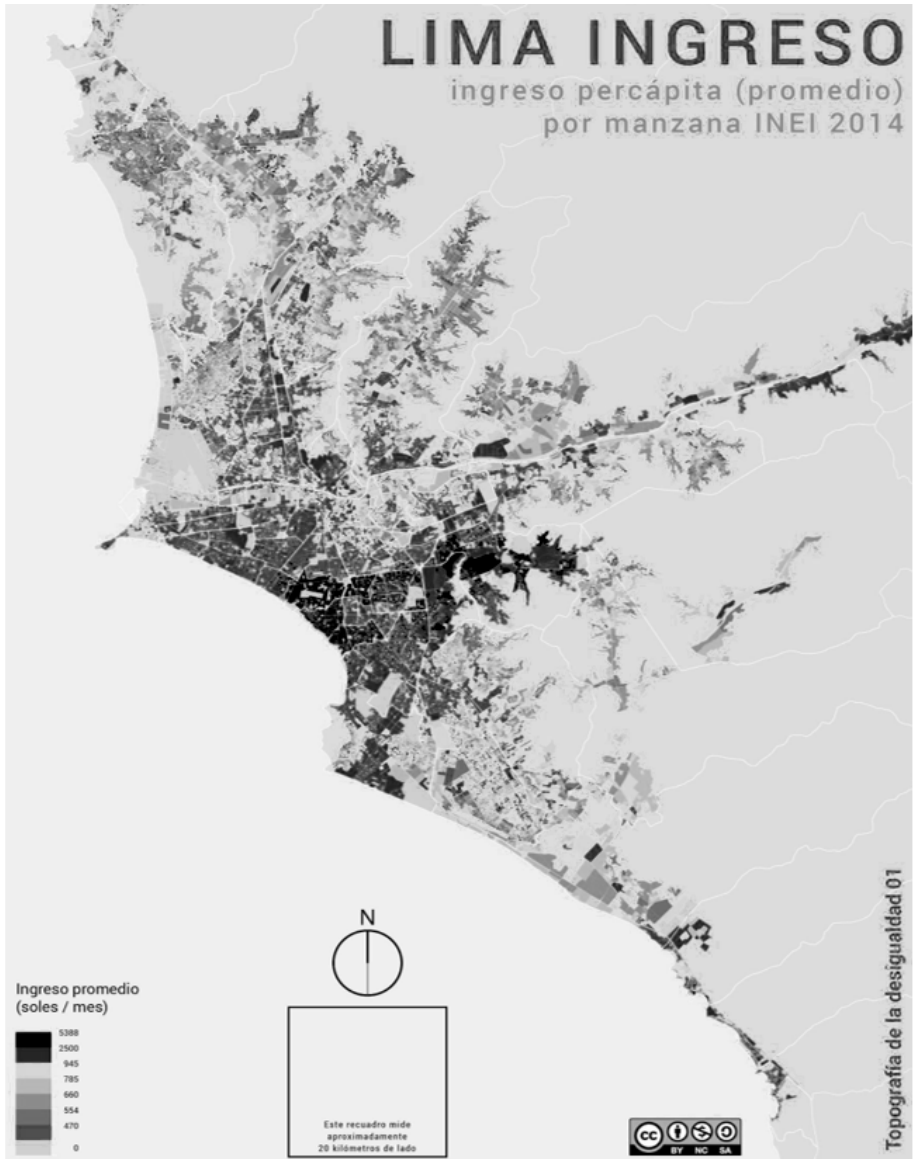 LIMA INGRESO
ingreso percápita (promedio)
por manzana INEI 2014
N
Ingreso promedio
(soles / mes)
5388
2500
945
785
660
554
470
0
Este recuadro mide
aproximadamente
20 kilómetros de lado
cc
BY NC SA
Topografía de la desigualdad 01